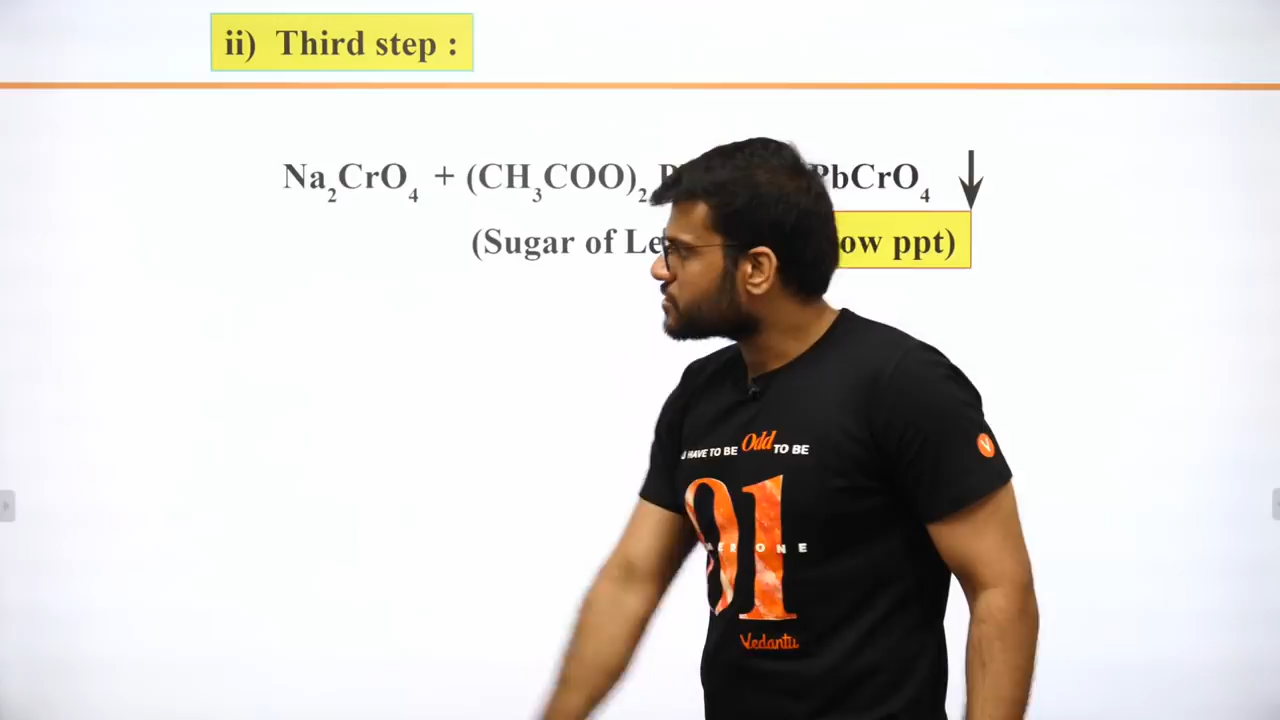 ii) Third step :
Na₂CrO₄ + (CH₃COO)₂ PbCrO₄ ↓
(Sugar of ow ppt)
HAVE TO BE Odd TO BE
01
ONE
Vedantu
V